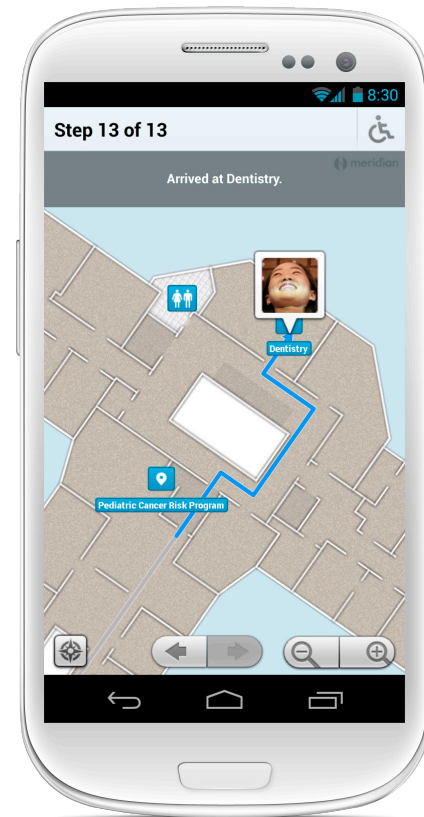 8:30
Step 13 of 13
meridian
Arrived at Dentistry.
Dentistry
Pediatric Cancer Risk Program